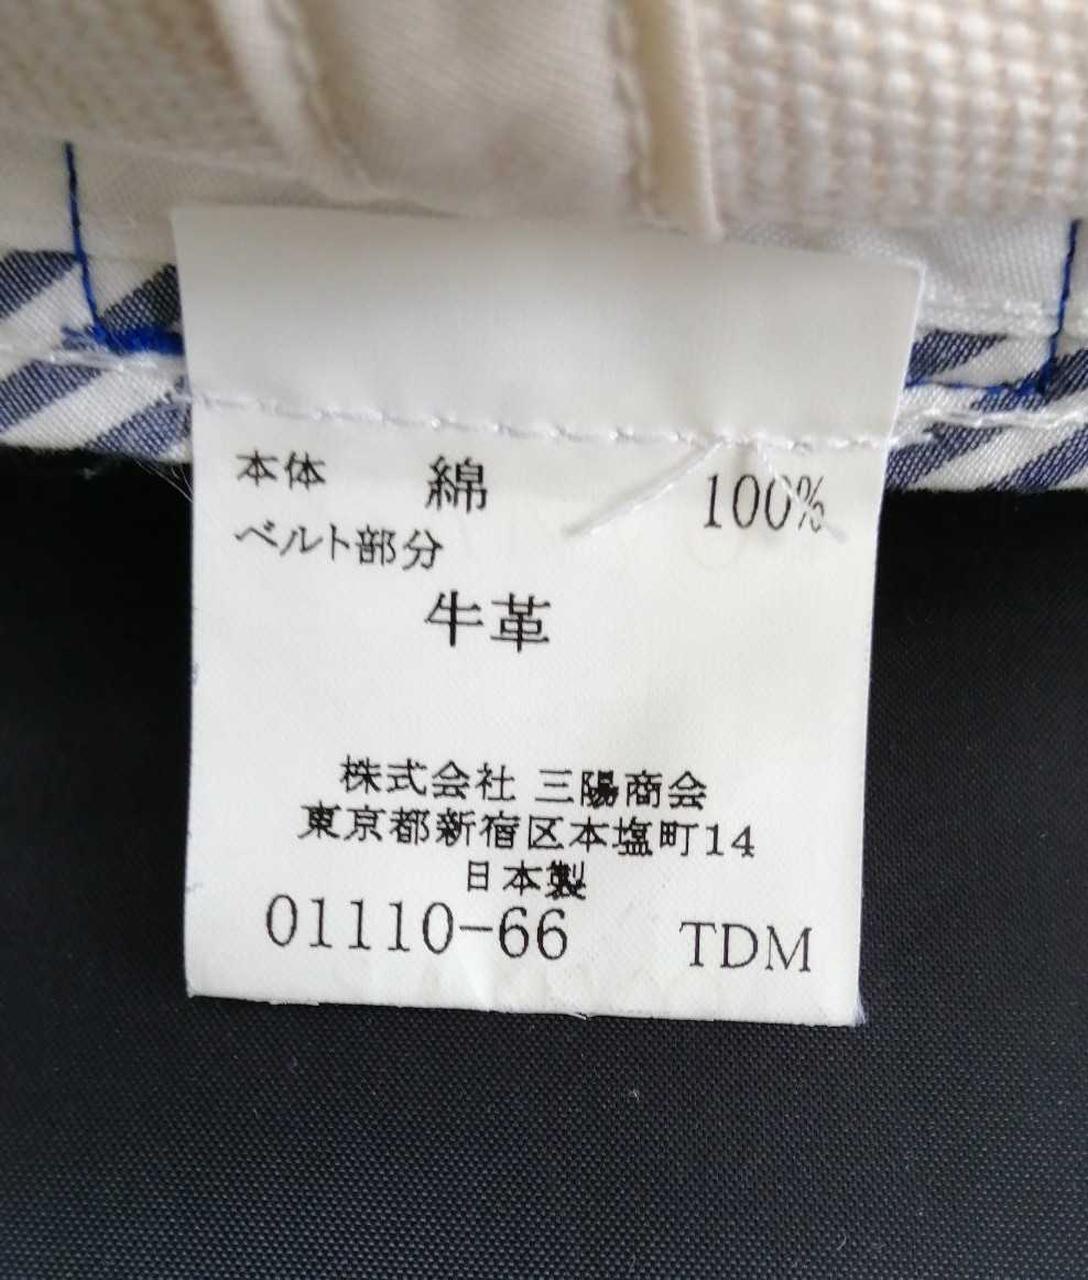 本体 綿 100%
ベルト部分
牛革
株式会社 三陽商会
東京都新宿区本塩町14
日本製
01110-66 TDM